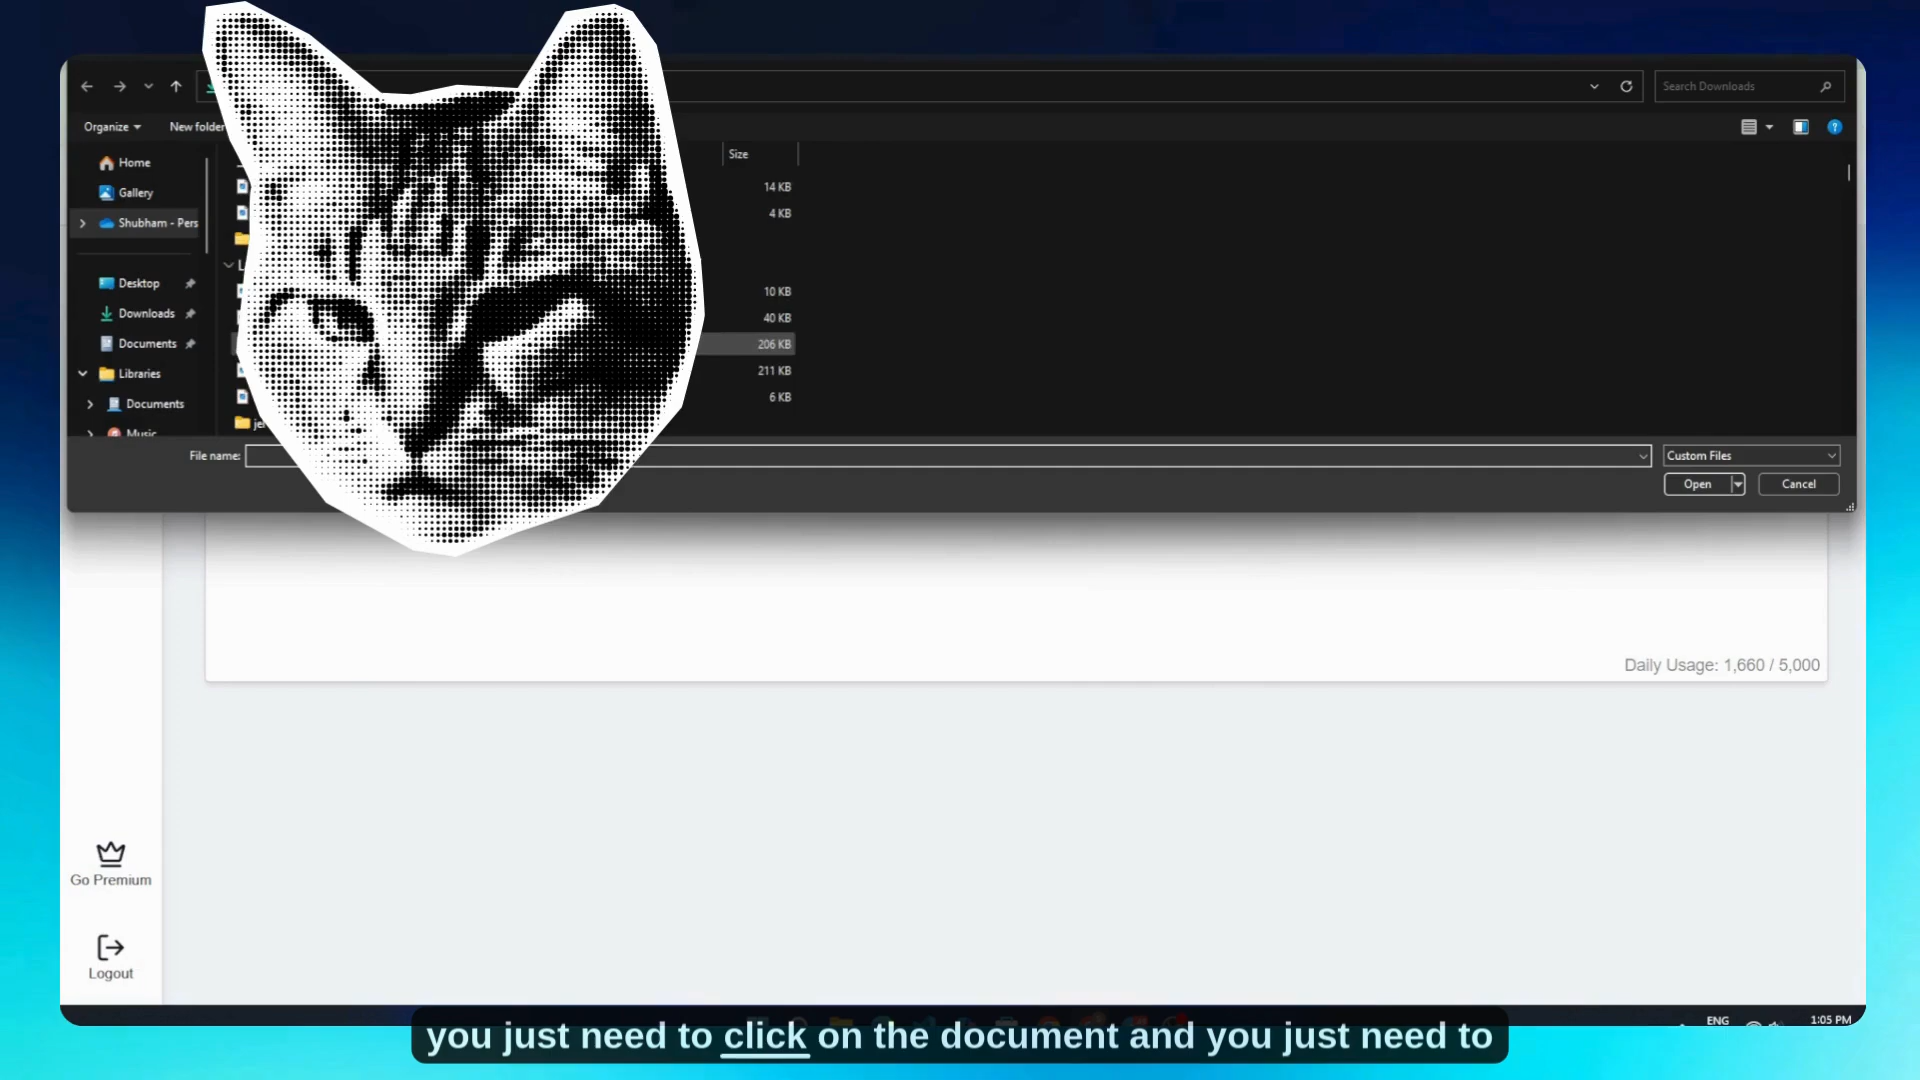 Search Downloads
Organize
New folder
Size
Home
14 KB
Gallery
4 KB
Shubham - Pers
Desktop
10 KB
Downloads
40 KB
Documents
206 KB
Libraries
211 KB
Documents
6 KB
Music
File name:
Custom Files
Open
Cancel
Daily Usage: 1,660 / 5,000
Go Premium
Logout
ENG
1:05 PM
you just need to click on the document and you just need to